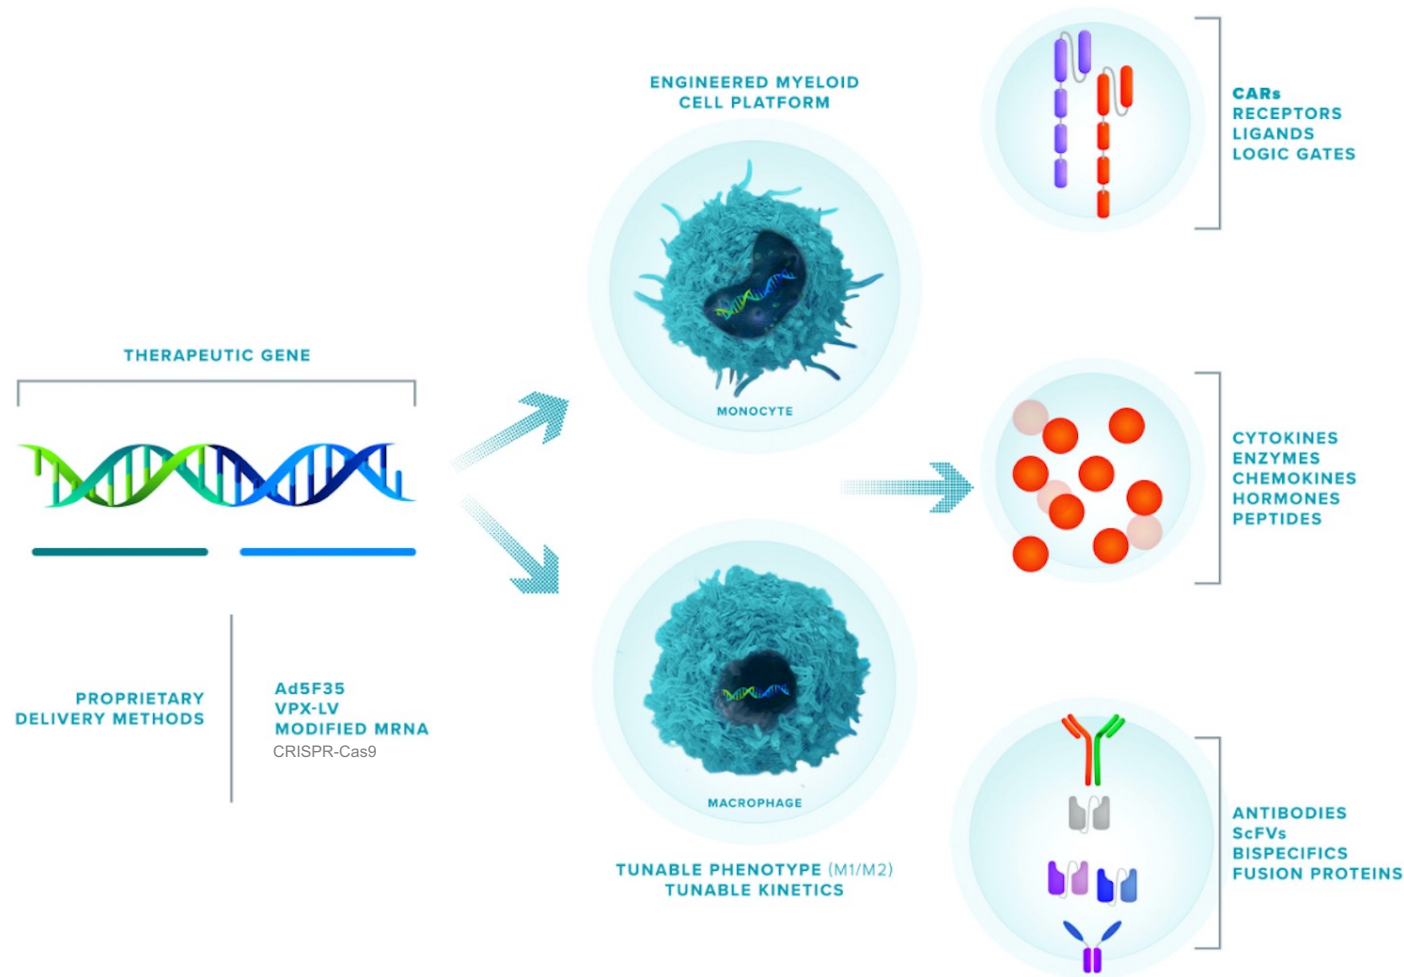 THERAPEUTIC GENE
PROPRIETARY
DELIVERY METHODS
Ad5F35
VPX-LV
MODIFIED MRNA
CRISPR-Cas9
ENGINEERED MYELOID
CELL PLATFORM
MONOCYTE
MACROPHAGE
TUNABLE PHENOTYPE (M1/M2)
TUNABLE KINETICS
CARs
RECEPTORS
LIGANDS
LOGIC GATES
CYTOKINES
ENZYMES
CHEMOKINES
HORMONES
PEPTIDES
ANTIBODIES
ScFVs
BISPECIFICS
FUSION PROTEINS